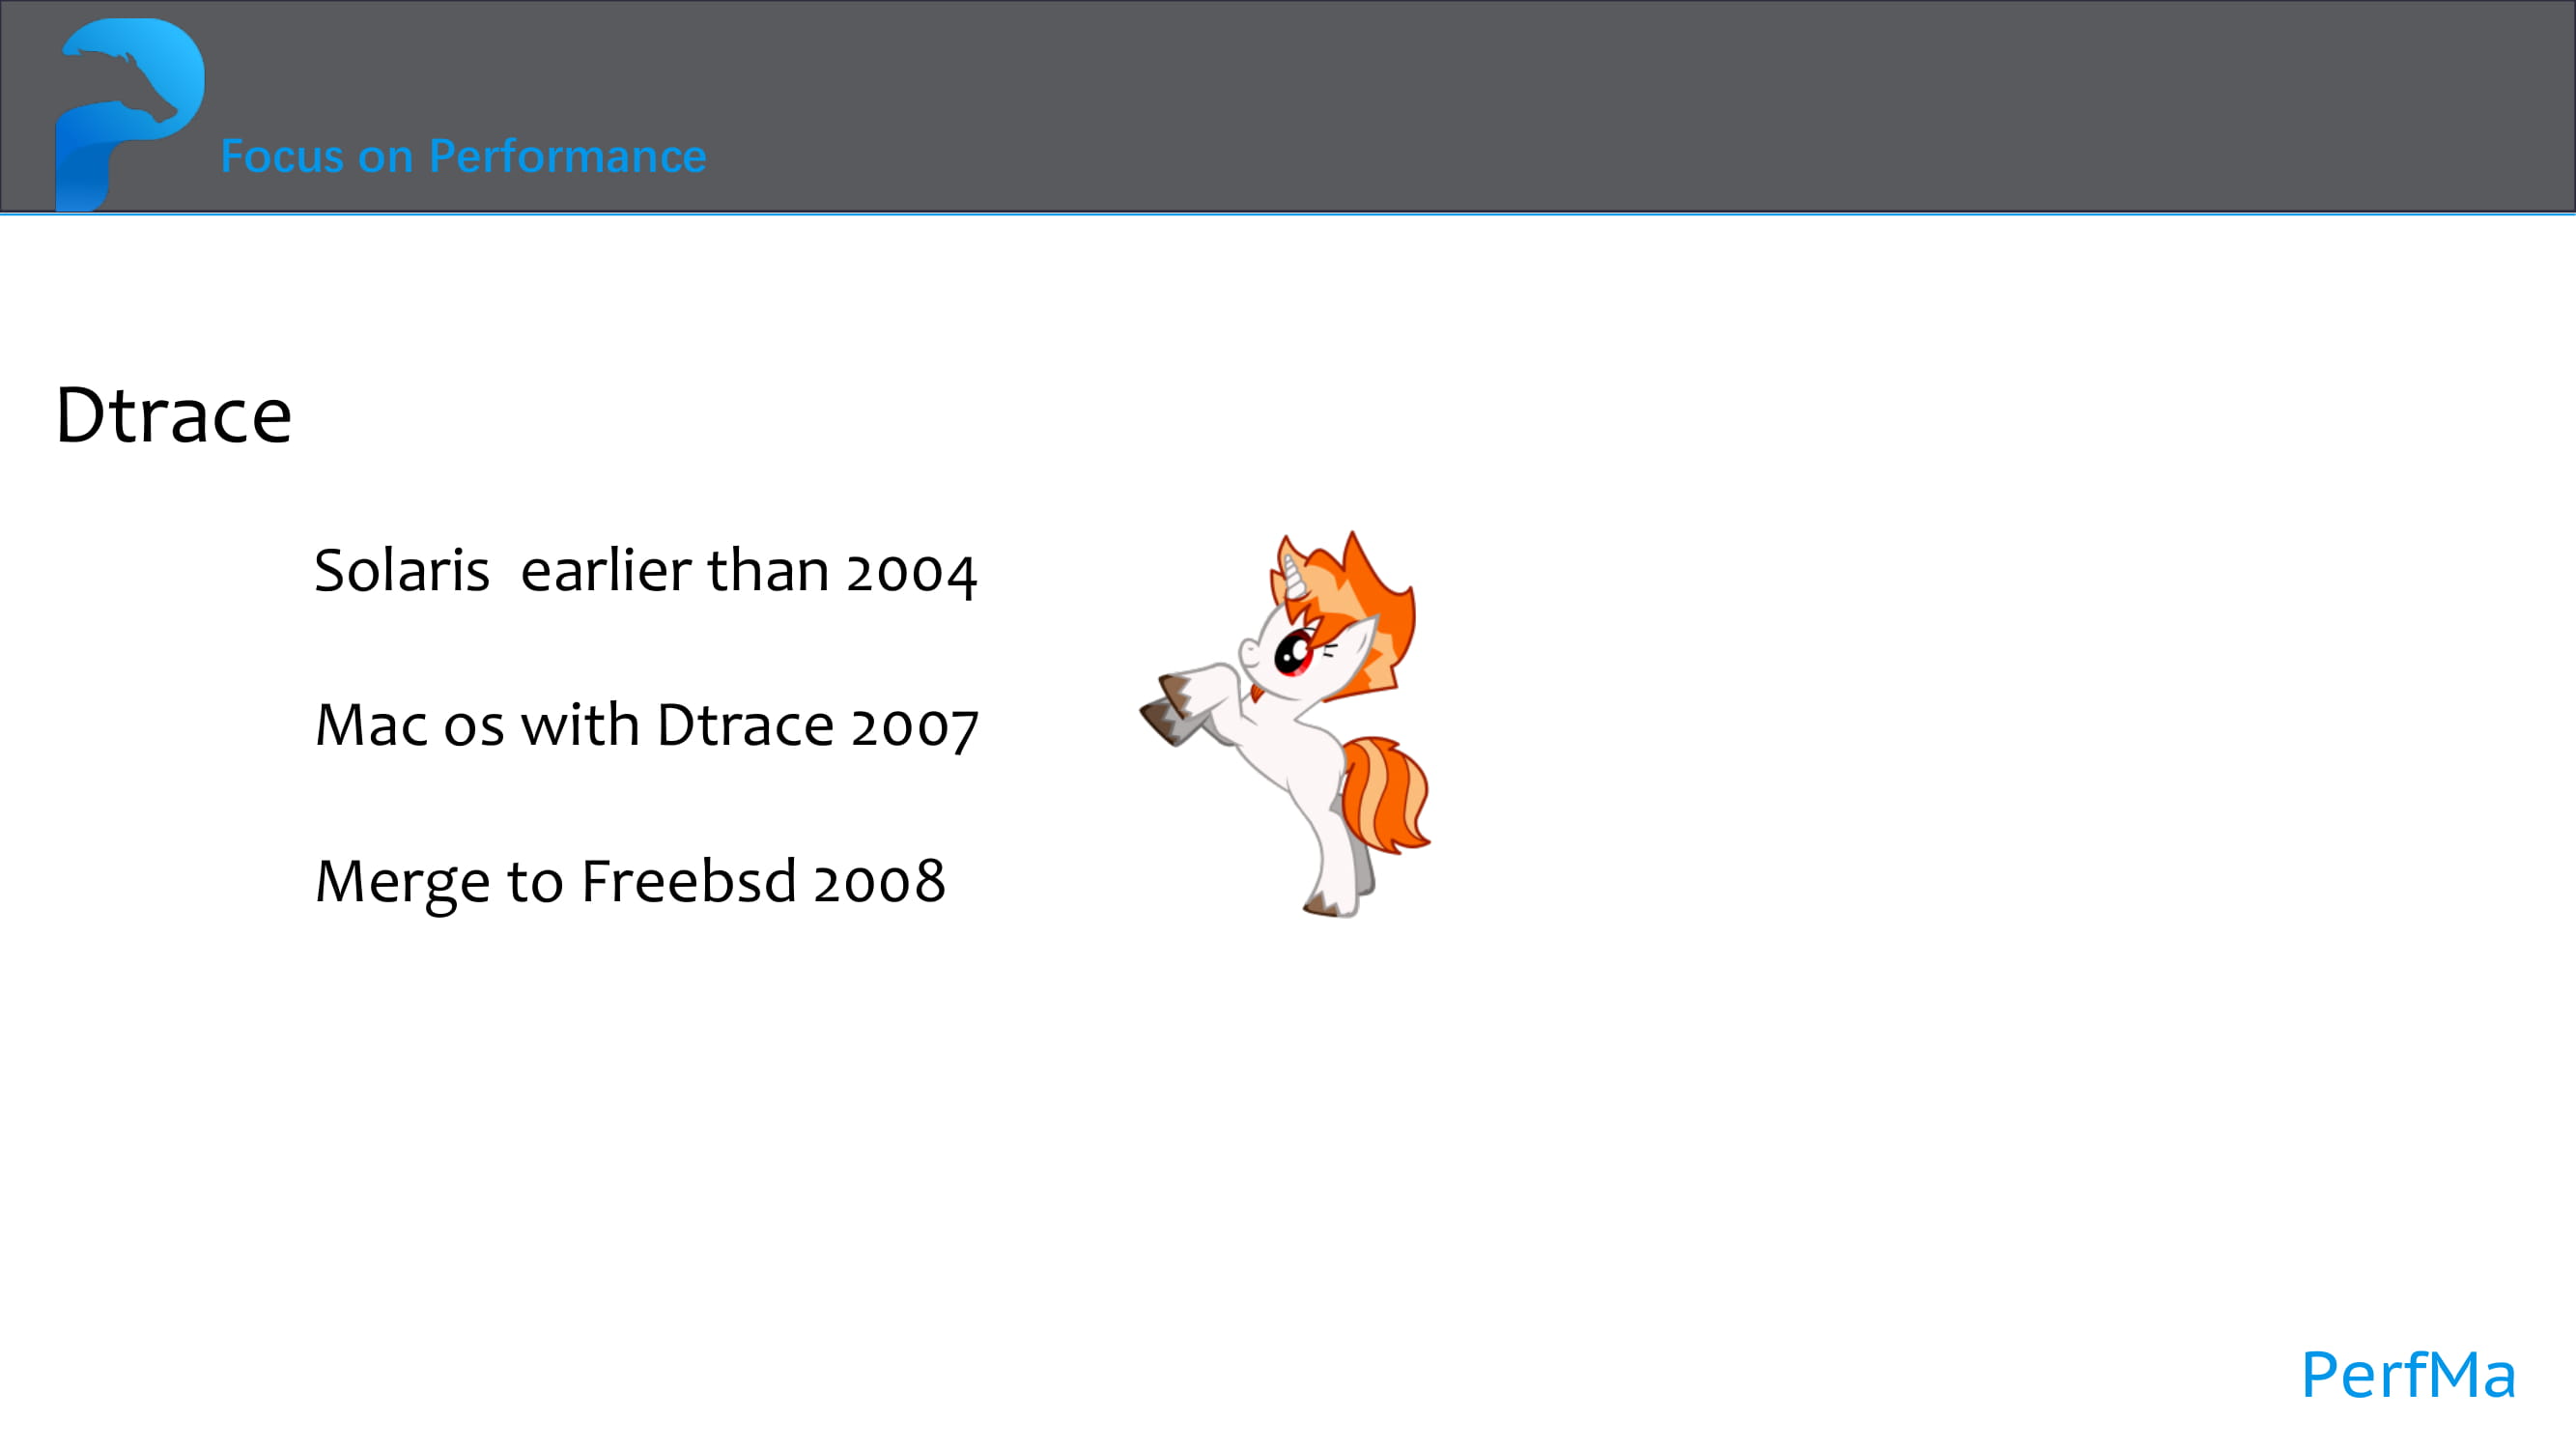 Focus on Performance
Dtrace
Solaris  earlier than 2004
Mac os with Dtrace 2007
Merge to Freebsd 2008
PerfMa